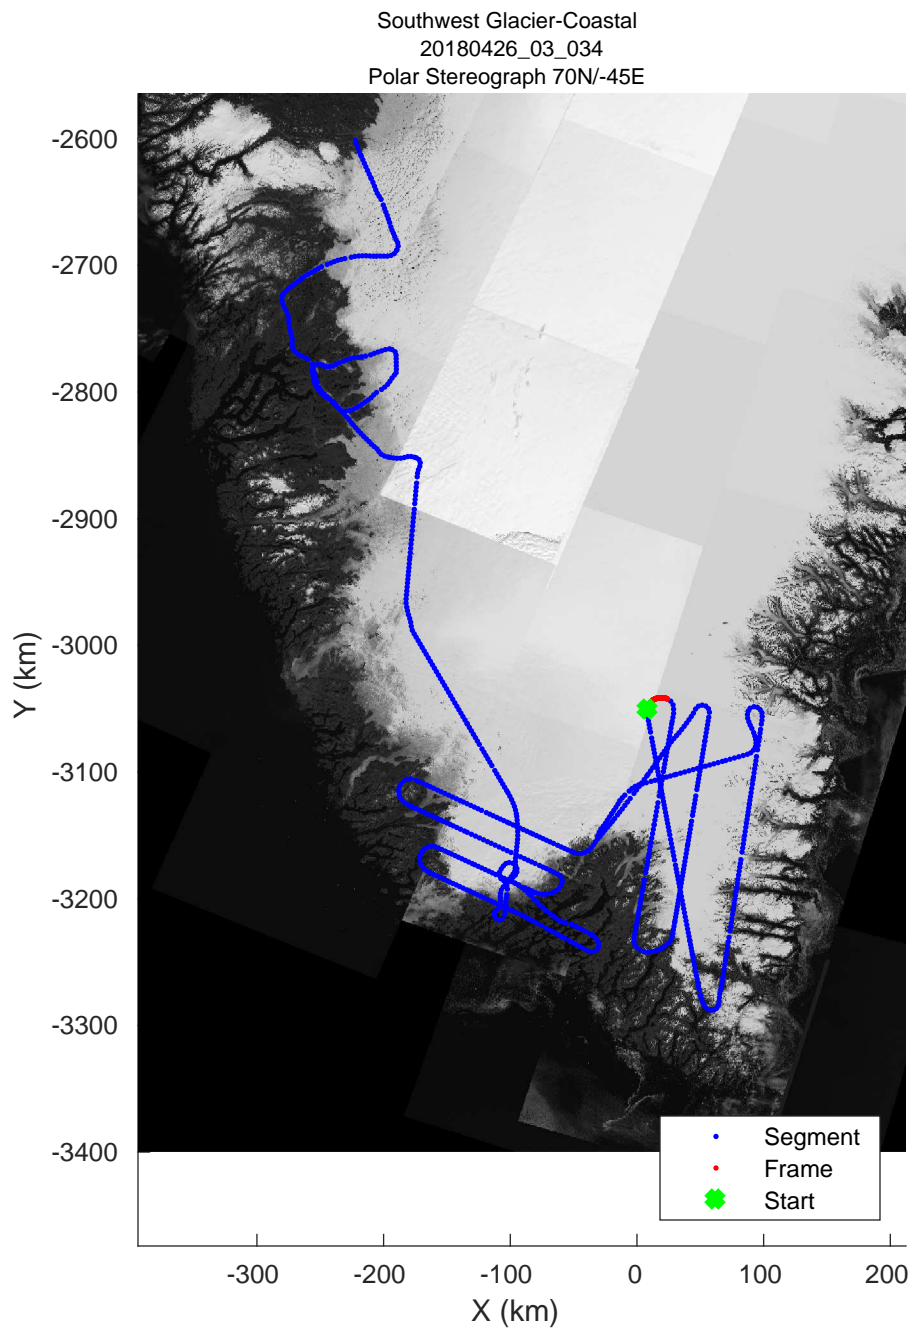 Southwest Glacier-Coastal
20180426_03_034
Polar Stereograph 70N/-45E
-2600
-2700
-2800
-2900
-3000
-3100
-3200
-3300
-3400
Y (km)
Segment
Frame
Start
-300 -200 -100 0 100 200
X (km)